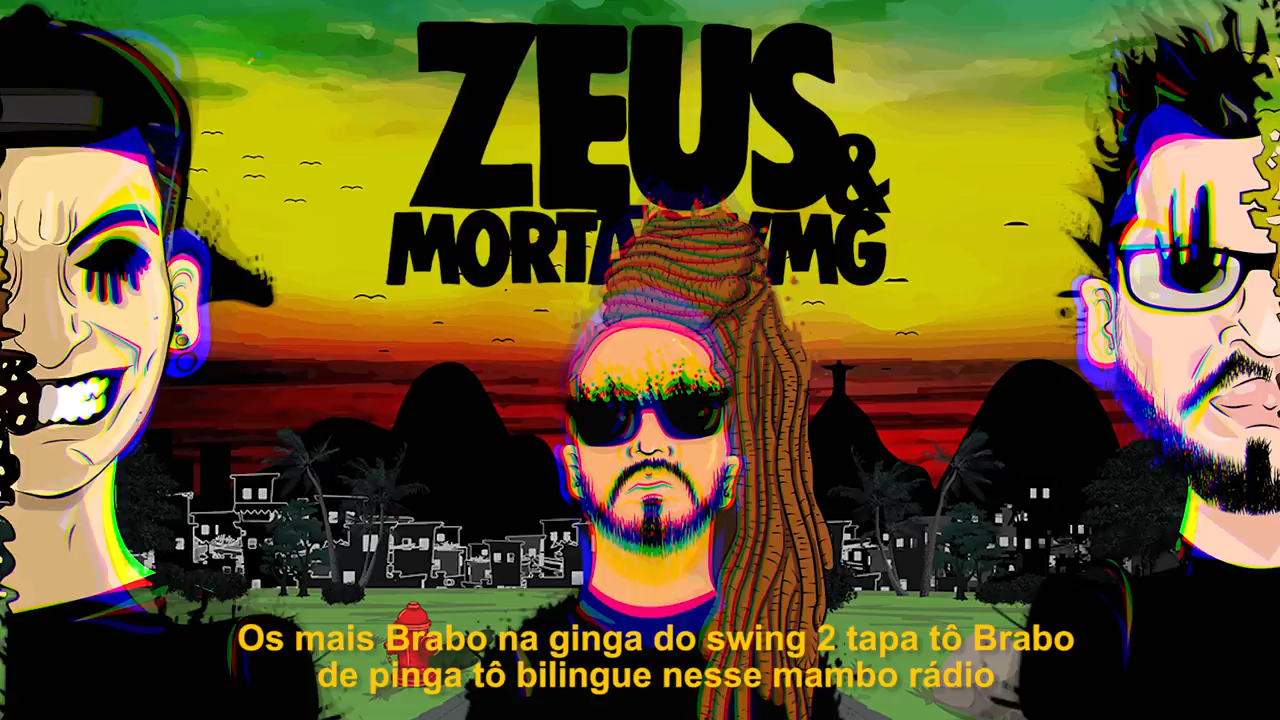 ZEUS
&
MORTA VMG
Os mais Brabo na ginga do swing 2 tapa tô Brabo
de pinga tô bilingue nesse mambo rádio